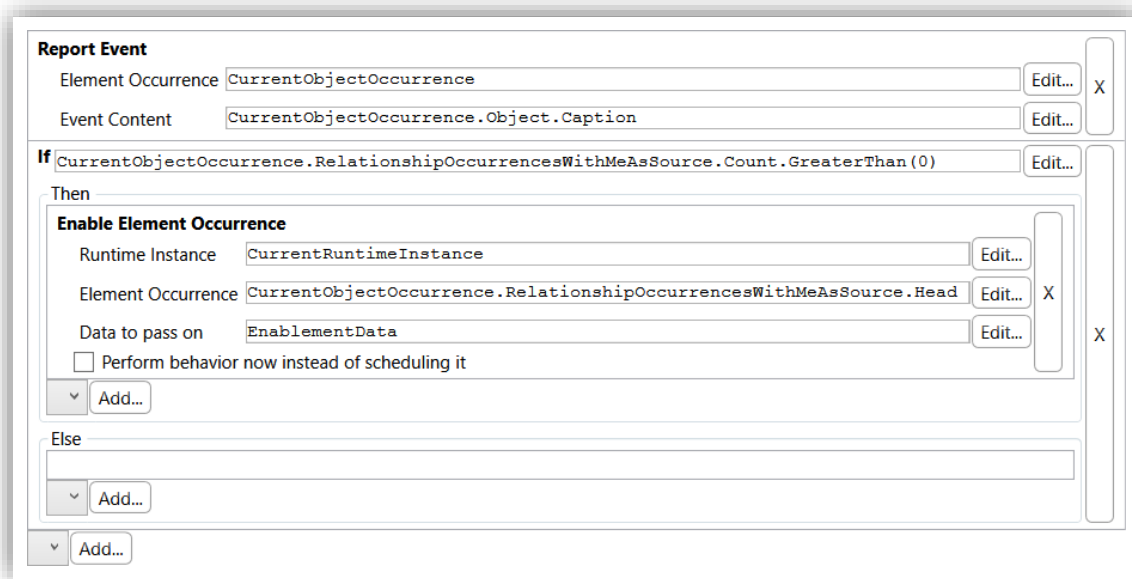 Report Event
Element Occurrence CurrentObjectOccurrence Edit... X
Event Content CurrentObjectOccurrence.Object.Caption Edit...
If CurrentObjectOccurrence.RelationshipOccurrencesWithMeAsSource.Count.GreaterThan(0) Edit...
Then
Enable Element Occurrence
Runtime Instance CurrentRuntimeInstance Edit...
Element Occurrence CurrentObjectOccurrence.RelationshipOccurrencesWithMeAsSource.Head Edit... X
Data to pass on EnablementData Edit... X
Perform behavior now instead of scheduling it
Add...
Else
Add...
Add...